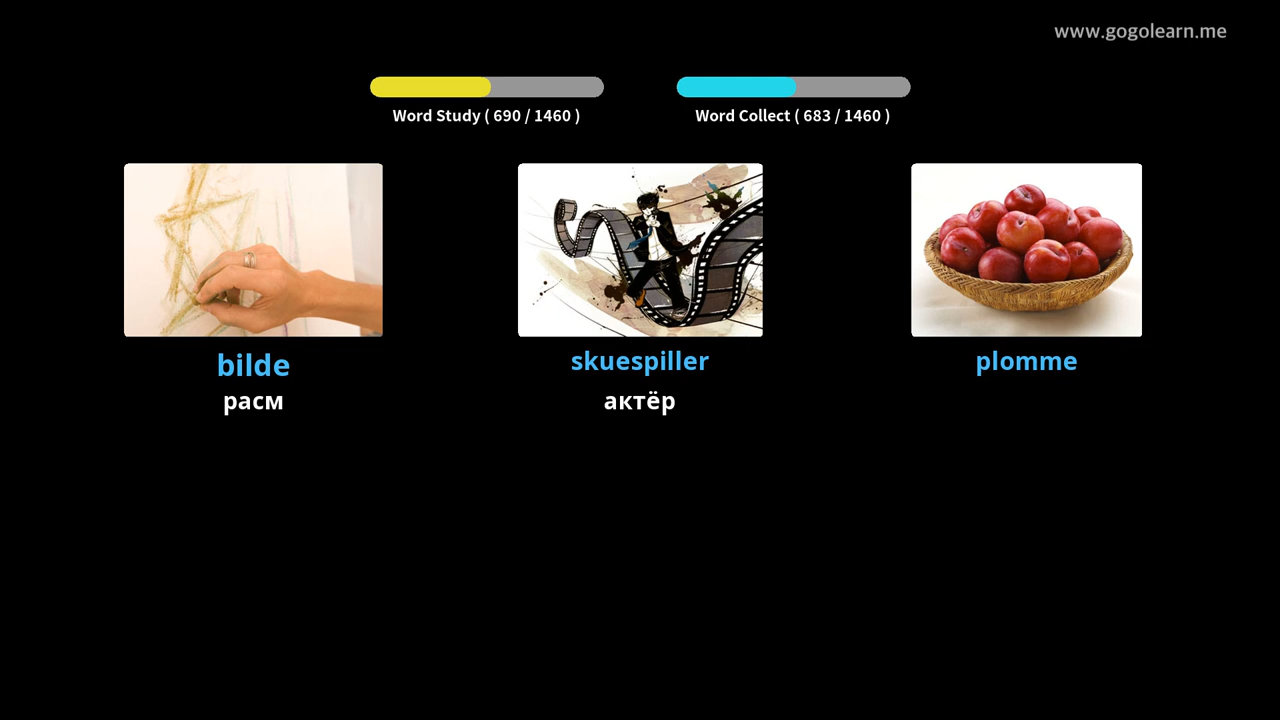 www.gogolearn.me
Word Study ( 690 / 1460 )
Word Collect ( 683 / 1460 )
bilde
skuespiller
plomme
расм
актёр